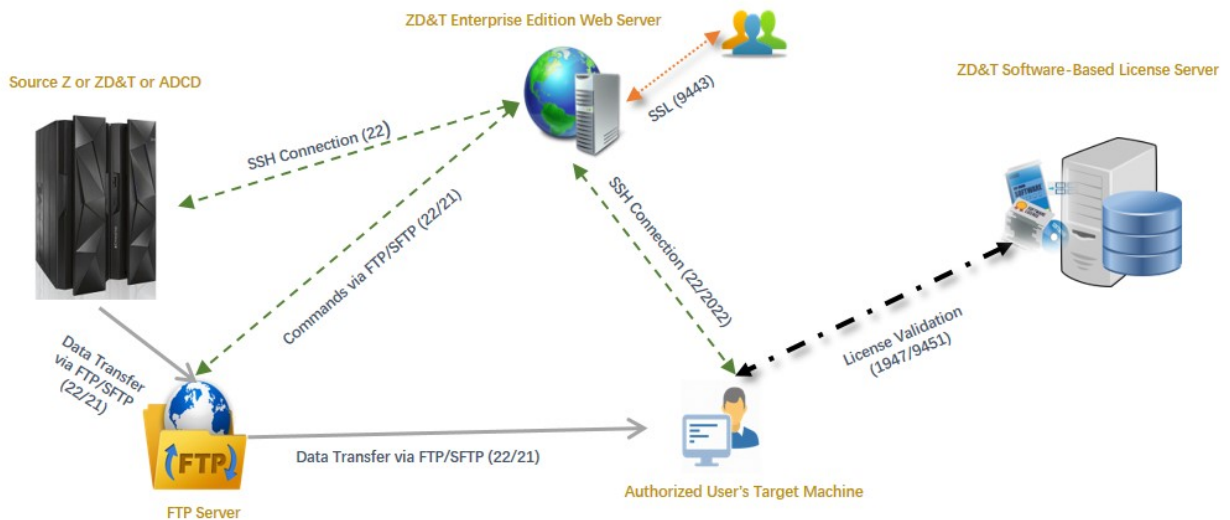 ZD&T Enterprise Edition Web Server
Source Z or ZD&T or ADCD
ZD&T Software-Based License Server
SSL (9443)
SSH Connection (22)
Commands via FTP/SFTP (22/21)
SSH Connection (22/2022)
License Validation
(1947/9451)
Data Transfer
via FTP/SFTP
(22/21)
FTP
Data Transfer via FTP/SFTP (22/21)
Authorized User's Target Machine
FTP Server
SOFTWARE